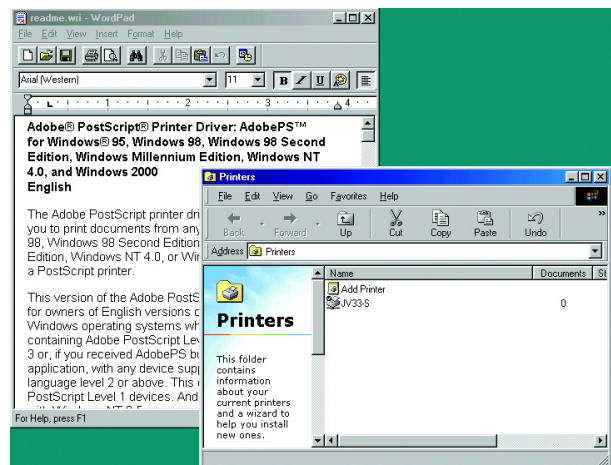 readme.wri - WordPad
File Edit View Insert Format Help
Arial (Western) 11 B I U
1 2 3 4
Adobe® PostScript® Printer Driver: AdobePS™
for Windows® 95, Windows 98, Windows 98 Second
Edition, Windows Millennium Edition, Windows NT
4.0, and Windows 2000
English
The Adobe PostScript printer dri
you to print documents from any
98, Windows 98 Second Edition
Edition, Windows NT 4.0, or Wi
a PostScript printer.
This version of the Adobe PostS
for owners of English versions o
Windows operating systems wh
containing Adobe PostScript Lev
3 or, if you received AdobePS bu
application, with any device supp
language level 2 or above. This
PostScript Level 1 devices. And
For Help, press F1
Printers
File Edit View Go Favorites Help
Back Forward Up Cut Copy Paste Undo »
Address Printers
Printers
This folder
contains
information
about your
current printers
and a wizard to
help you install
new ones.
Name Documents St
Add Printer
JV33-S 0